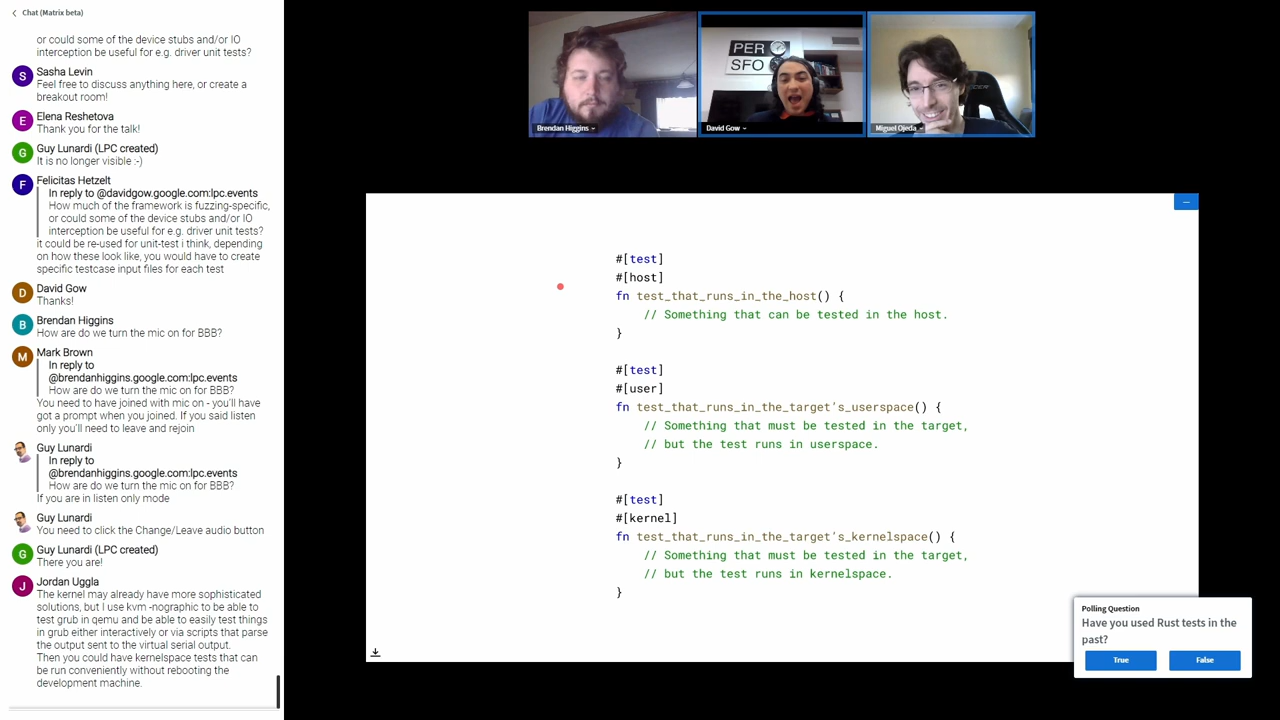 Chat (Matrix beta)
or could some of the device stubs and/or IO
interception be useful for e.g. driver unit tests?
S
Sasha Levin
Feel free to discuss anything here, or create a
breakout room!
E
Elena Reshetova
Thank you for the talk!
G
Guy Lunardi (LPC created)
It is no longer visible :-)
F
Felicitas Hetzelt
In reply to @davidgow.google.com:lpc.events
How much of the framework is fuzzing-specific,
or could some of the device stubs and/or IO
interception be useful for e.g. driver unit tests?
it could be re-used for unit-test i think, depending
on how these look like, you would have to create
specific testcase input files for each test
D
David Gow
Thanks!
B
Brendan Higgins
How are do we turn the mic on for BBB?
M
Mark Brown
In reply to
@brendanhiggins.google.com:lpc.events
How are do we turn the mic on for BBB?
You need to have joined with mic on - you'll have
got a prompt when you joined. If you said listen
only you'll need to leave and rejoin
Guy Lunardi
In reply to
@brendanhiggins.google.com:lpc.events
How are do we turn the mic on for BBB?
If you are in listen only mode
Guy Lunardi
You need to click the Change/Leave audio button
G
Guy Lunardi (LPC created)
There you are!
J
Jordan Uggla
The kernel may already have more sophisticated
solutions, but I use kvm -nographic to be able to
test grub in qemu and be able to easily test things
in grub either interactively or via scripts that parse
the output sent to the virtual serial output.
Then you could have kernelspace tests that can
be run conveniently without rebooting the
development machine.
PER
SFO
Brendan Higgins
David Gow
Miguel Ojeda
#[test]
#[host]
fn test_that_runs_in_the_host() {
// Something that can be tested in the host.
}
#[test]
#[user]
fn test_that_runs_in_the_target's_userspace() {
// Something that must be tested in the target,
// but the test runs in userspace.
}
#[test]
#[kernel]
fn test_that_runs_in_the_target's_kernelspace() {
// Something that must be tested in the target,
// but the test runs in kernelspace.
}
Polling Question
Have you used Rust tests in the
past?
True
False